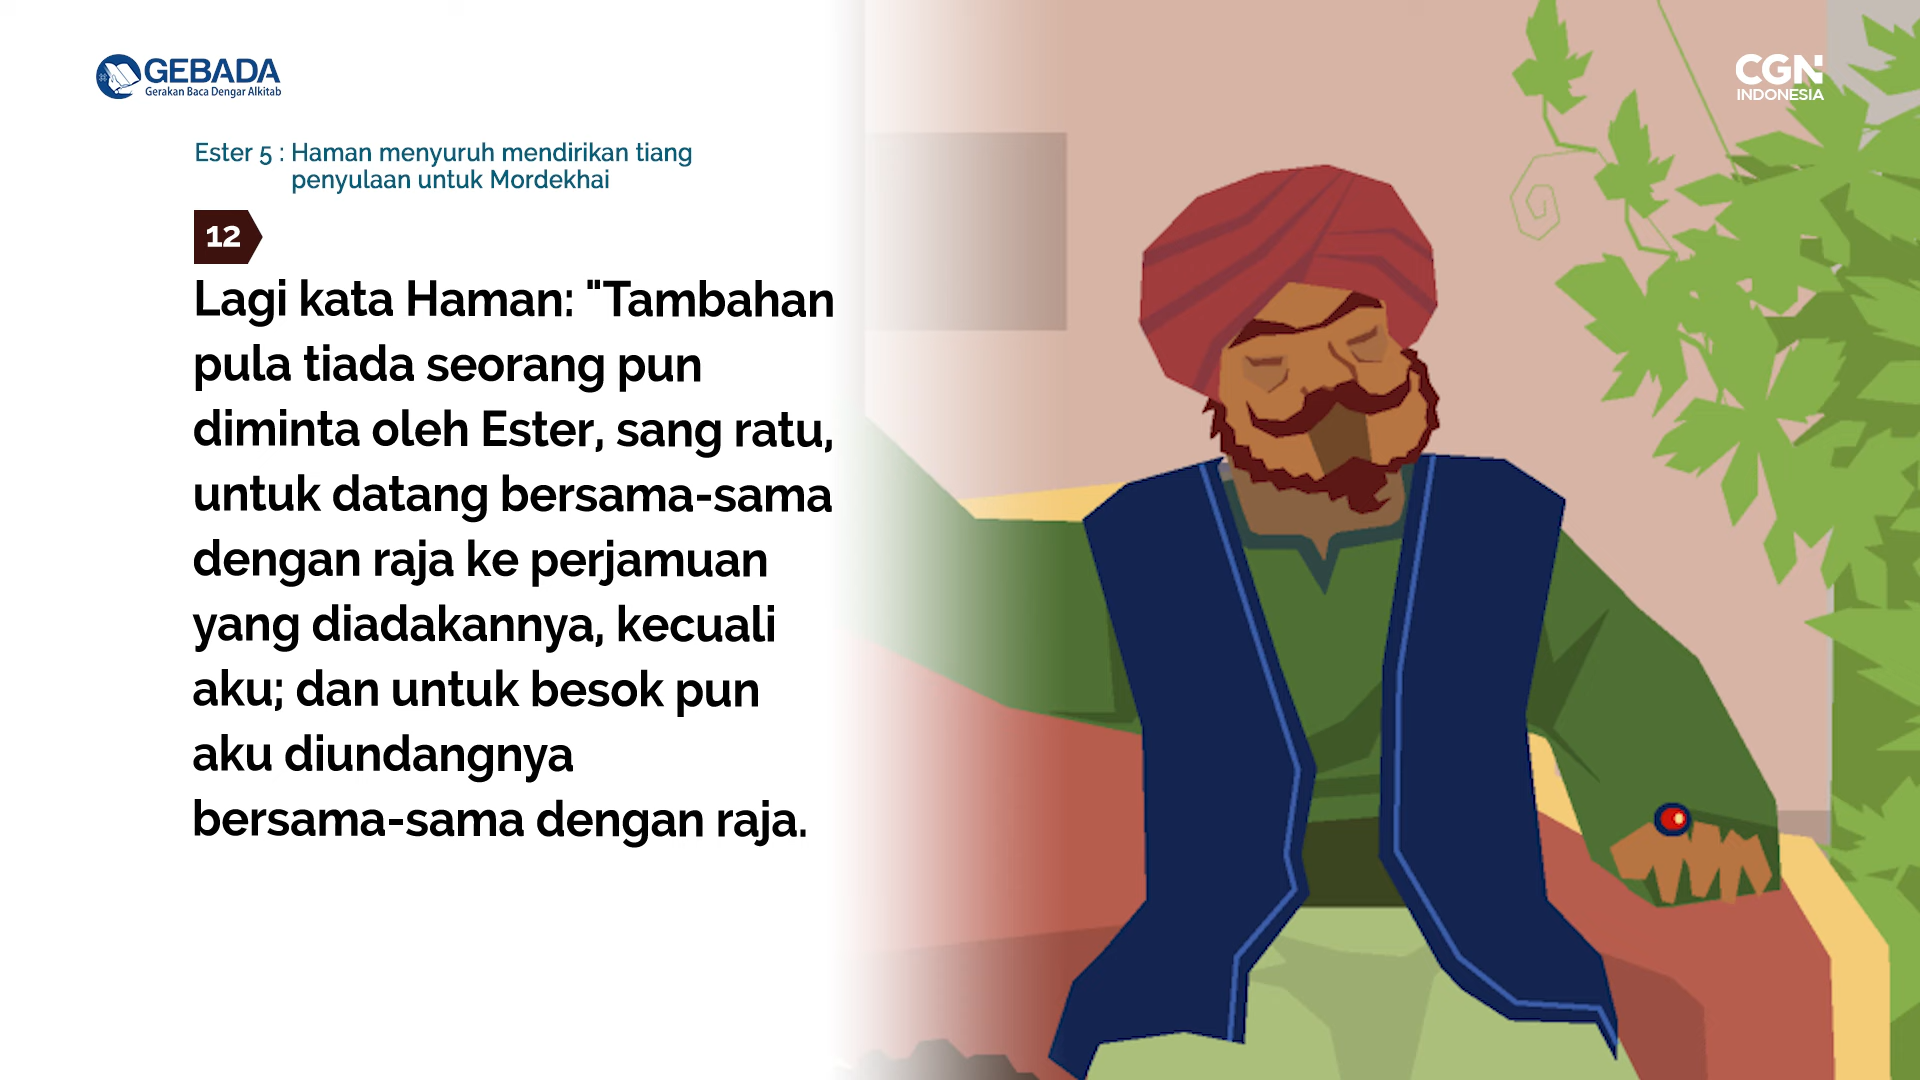 GEBADA
Gerakan Baca Dengar Alkitab
CGN
INDONESIA
Ester 5 : Haman menyuruh mendirikan tiang
penyulaan untuk Mordekhai
12
Lagi kata Haman: "Tambahan
pula tiada seorang pun
diminta oleh Ester, sang ratu,
untuk datang bersama-sama
dengan raja ke perjamuan
yang diadakannya, kecuali
aku; dan untuk besok pun
aku diundangnya
bersama-sama dengan raja.